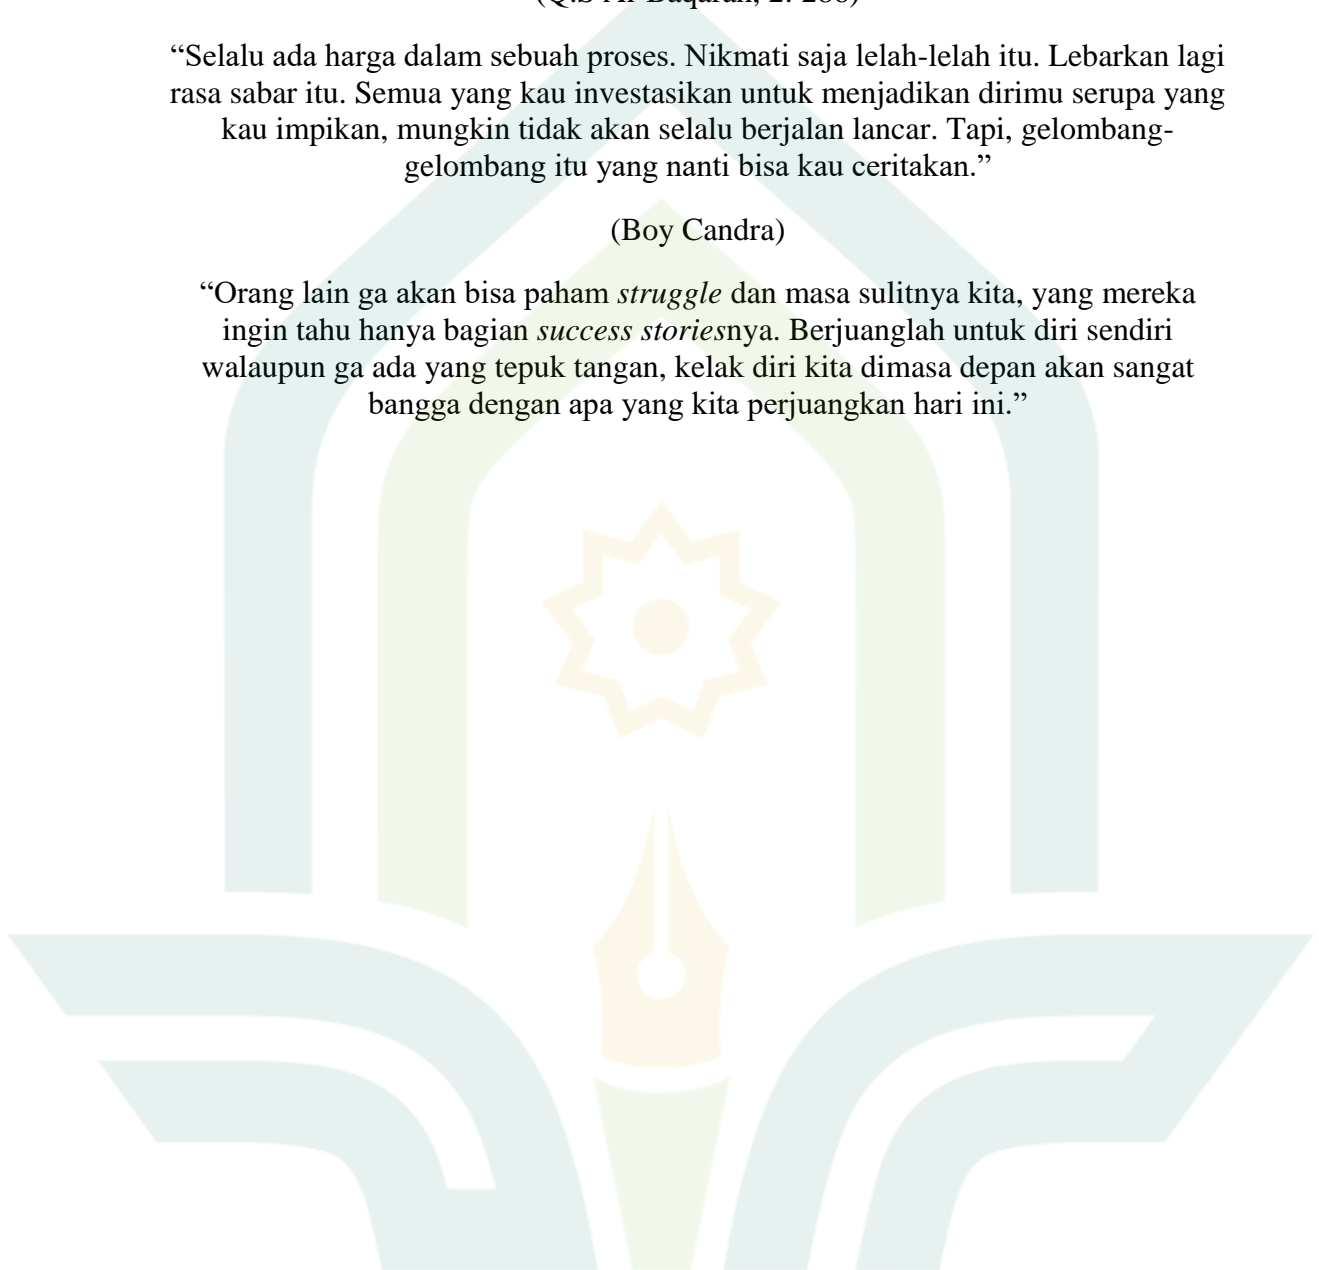 “Selalu ada harga dalam sebuah proses. Nikmati saja lelah-lelah itu. Lebarkan lagi
rasa sabar itu. Semua yang kau investasikan untuk menjadikan dirimu serupa yang
kau impikan, mungkin tidak akan selalu berjalan lancar. Tapi, gelombang-
gelombang itu yang nanti bisa kau ceritakan.”
(Boy Candra)
“Orang lain ga akan bisa paham struggle dan masa sulitnya kita, yang mereka
ingin tahu hanya bagian success storiesnya. Berjuanglah untuk diri sendiri
walaupun ga ada yang tepuk tangan, kelak diri kita dimasa depan akan sangat
bangga dengan apa yang kita perjuangkan hari ini.”